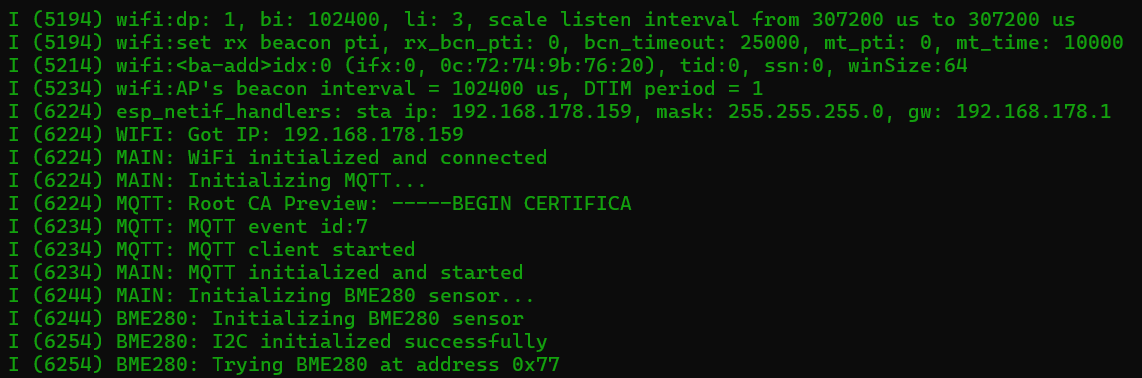 I (5194) wifi:dp: 1, bi: 102400, li: 3, scale listen interval from 307200 us to 307200 us
I (5194) wifi:set rx beacon pti, rx_bcn_pti: 0, bcn_timeout: 25000, mt_pti: 0, mt_time: 10000
I (5214) wifi:<ba-add>idx:0 (ifx:0, 0c:72:74:9b:76:20), tid:0, ssn:0, winSize:64
I (5234) wifi:AP's beacon interval = 102400 us, DTIM period = 1
I (6224) esp_netif_handlers: sta ip: 192.168.178.159, mask: 255.255.255.0, gw: 192.168.178.1
I (6224) WIFI: Got IP: 192.168.178.159
I (6224) MAIN: WiFi initialized and connected
I (6224) MAIN: Initializing MQTT...
I (6224) MQTT: Root CA Preview: -----BEGIN CERTIFICA
I (6234) MQTT: MQTT event id:7
I (6234) MQTT: MQTT client started
I (6234) MAIN: MQTT initialized and started
I (6244) MAIN: Initializing BME280 sensor...
I (6244) BME280: Initializing BME280 sensor
I (6254) BME280: I2C initialized successfully
I (6254) BME280: Trying BME280 at address 0x77